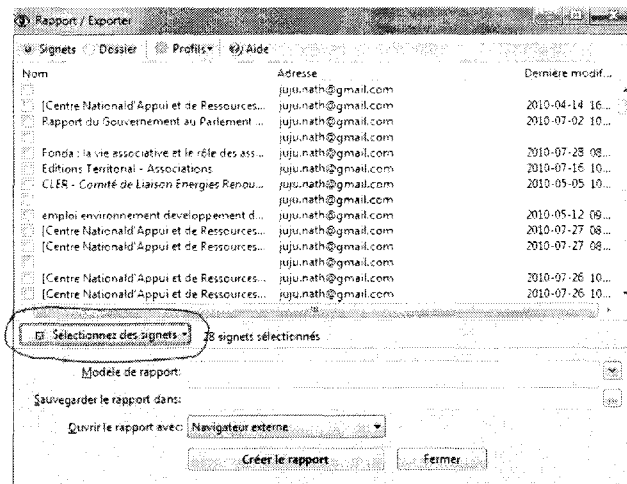 Rapport / Exporter
Signets Dossier Profils Aide
Nom Adresse Dernière modif...
juju.nath@gmail.com
[Centre Nationald'Appui et de Ressources... juju.nath@gmail.com 2010-04-14 16...
Rapport du Gouvernement au Parlement ... juju.nath@gmail.com 2010-07-02 10...
juju.nath@gmail.com
Fonda : la vie associative et le rôle des ass... juju.nath@gmail.com 2010-07-28 08...
Editions Territorial - Associations juju.nath@gmail.com 2010-07-16 10...
CLER - Comité de Liaison Energies Renou... juju.nath@gmail.com 2010-05-05 10...
juju.nath@gmail.com
emploi environnement developpement d... juju.nath@gmail.com 2010-05-12 09...
[Centre Nationald'Appui et de Ressources... juju.nath@gmail.com 2010-07-27 08...
[Centre Nationald'Appui et de Ressources... juju.nath@gmail.com 2010-07-27 08...
juju.nath@gmail.com
[Centre Nationald'Appui et de Ressources... juju.nath@gmail.com 2010-07-26 10...
[Centre Nationald'Appui et de Ressources... juju.nath@gmail.com 2010-07-26 10...
Sélectionnez des signets 28 signets sélectionnés
Modèle de rapport:
Sauvegarder le rapport dans:
Ouvrir le rapport avec: Navigateur externe
Créer le rapport Fermer